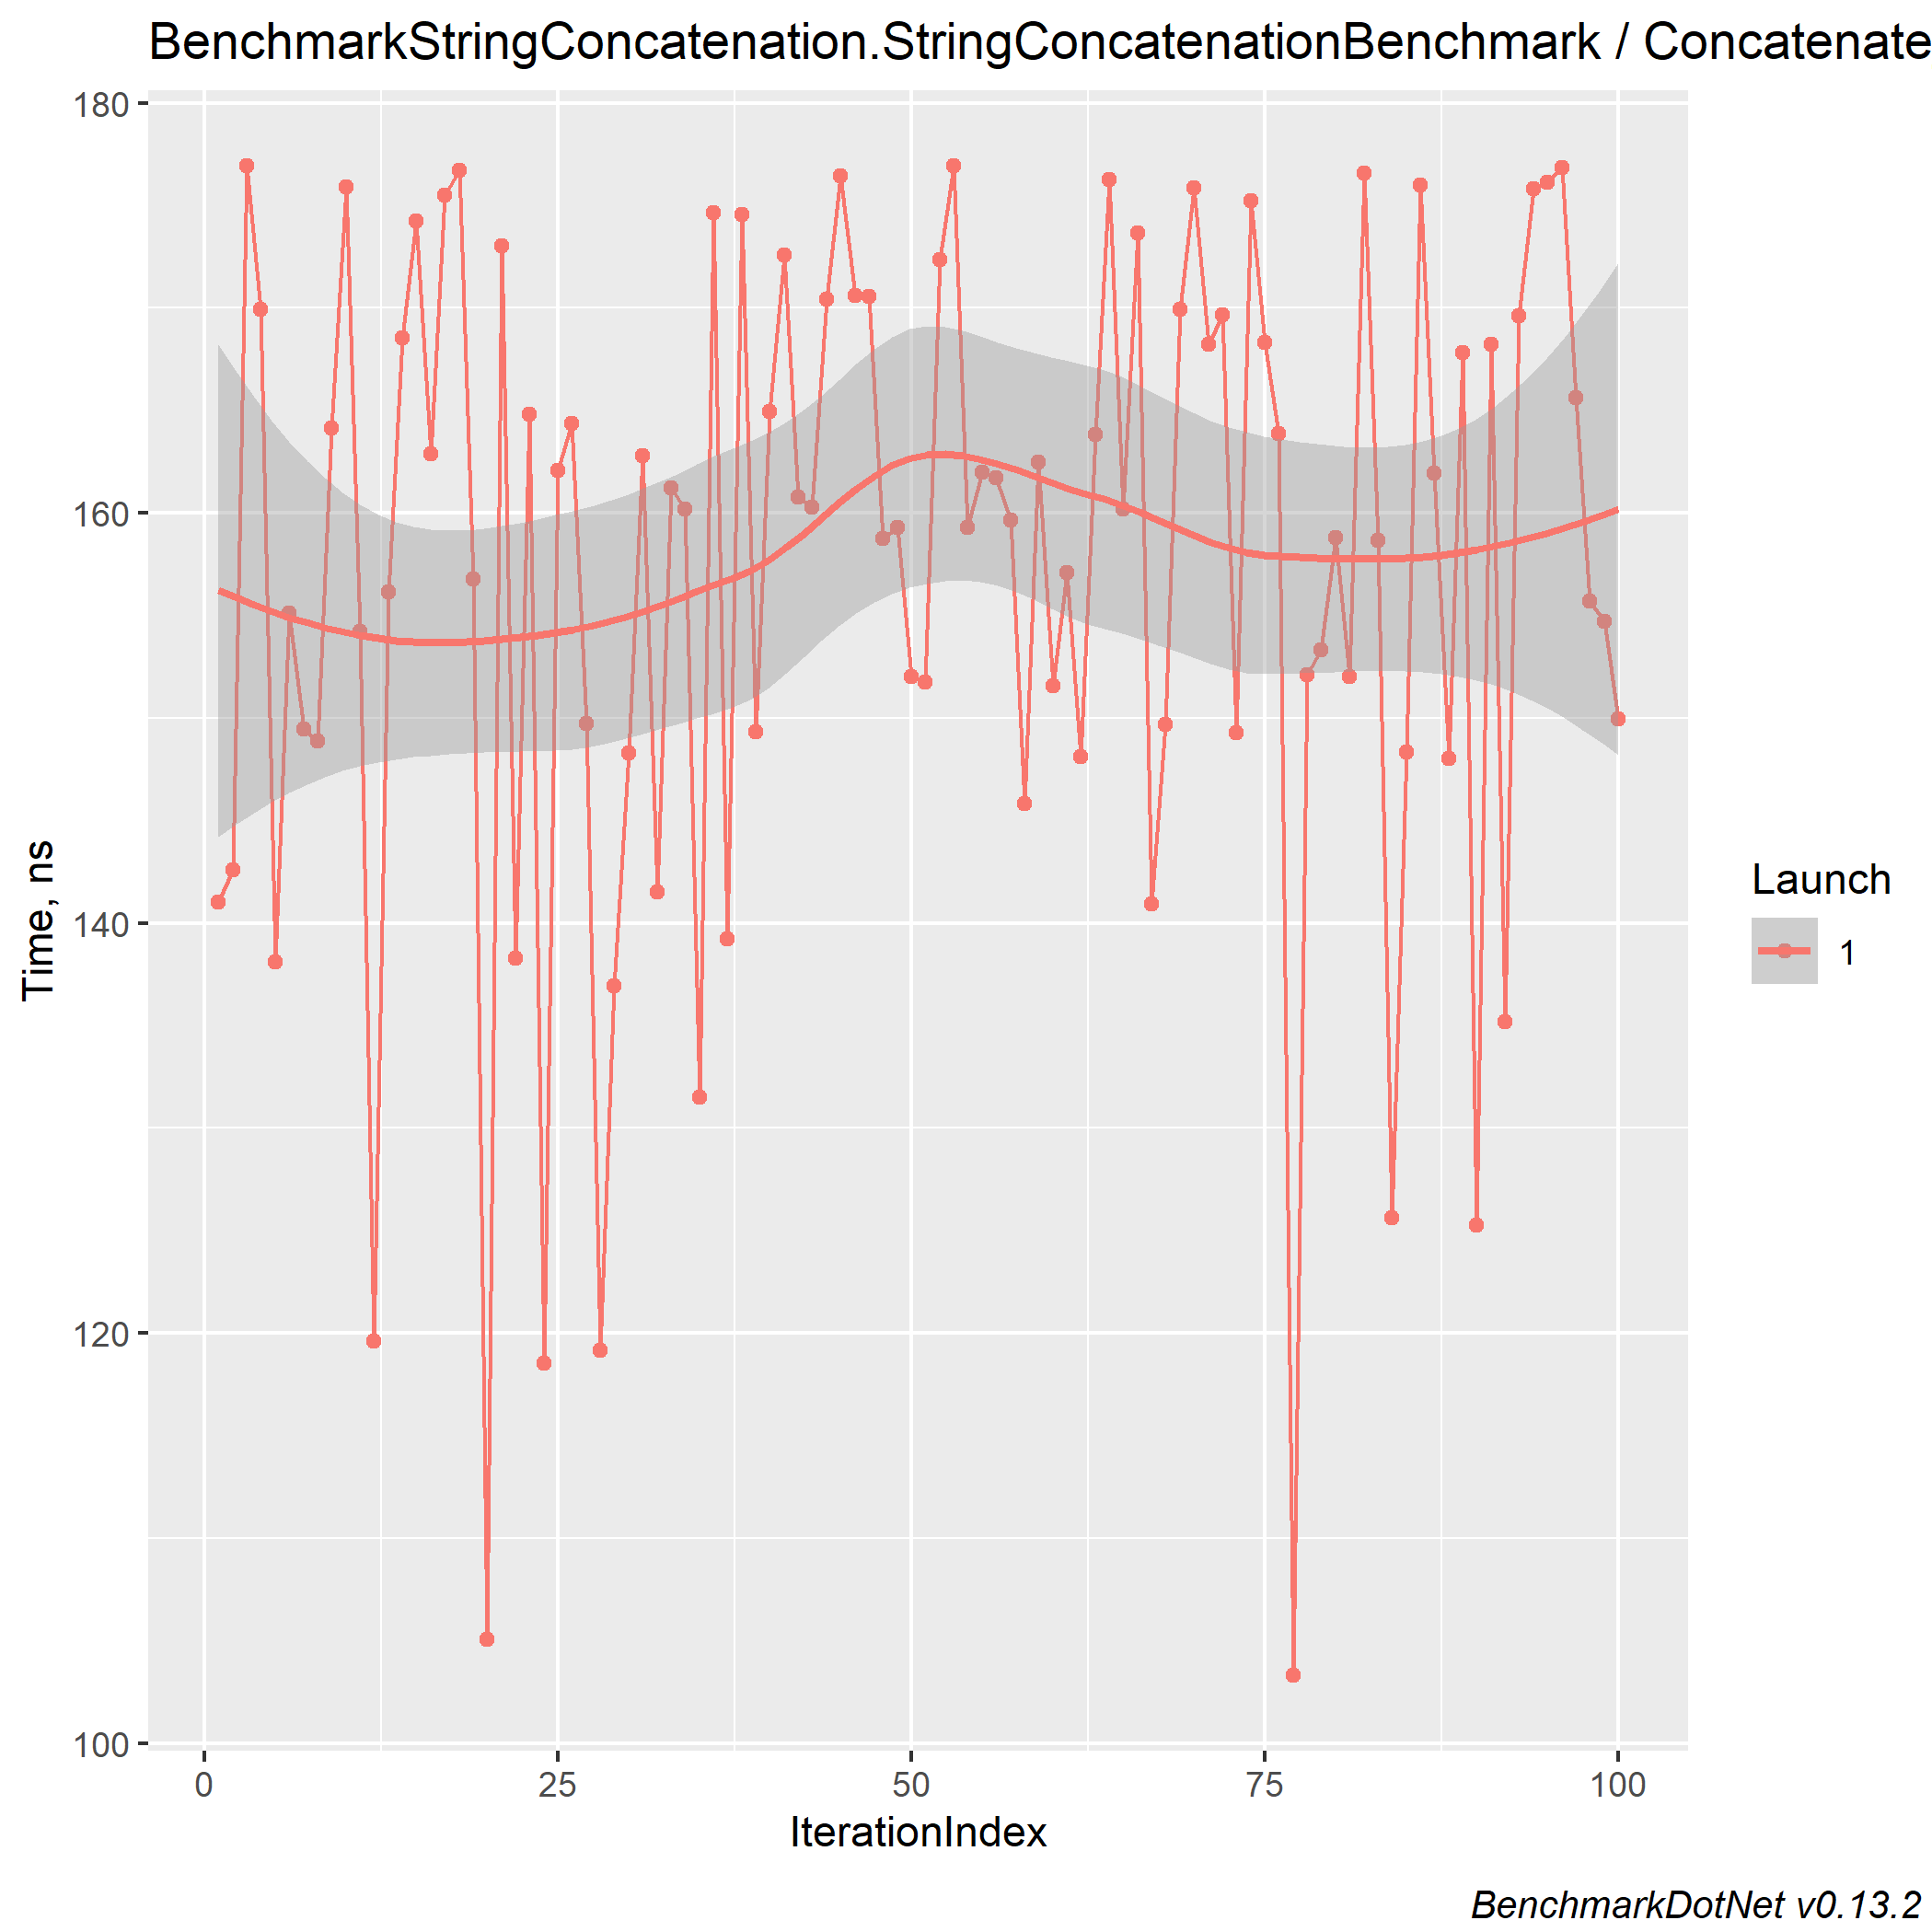 BenchmarkStringConcatenation.StringConcatenationBenchmark / Concatenate
180
160
140
120
100
Time, ns
0 25 50 75 100
IterationIndex
Launch
1
BenchmarkDotNet v0.13.2